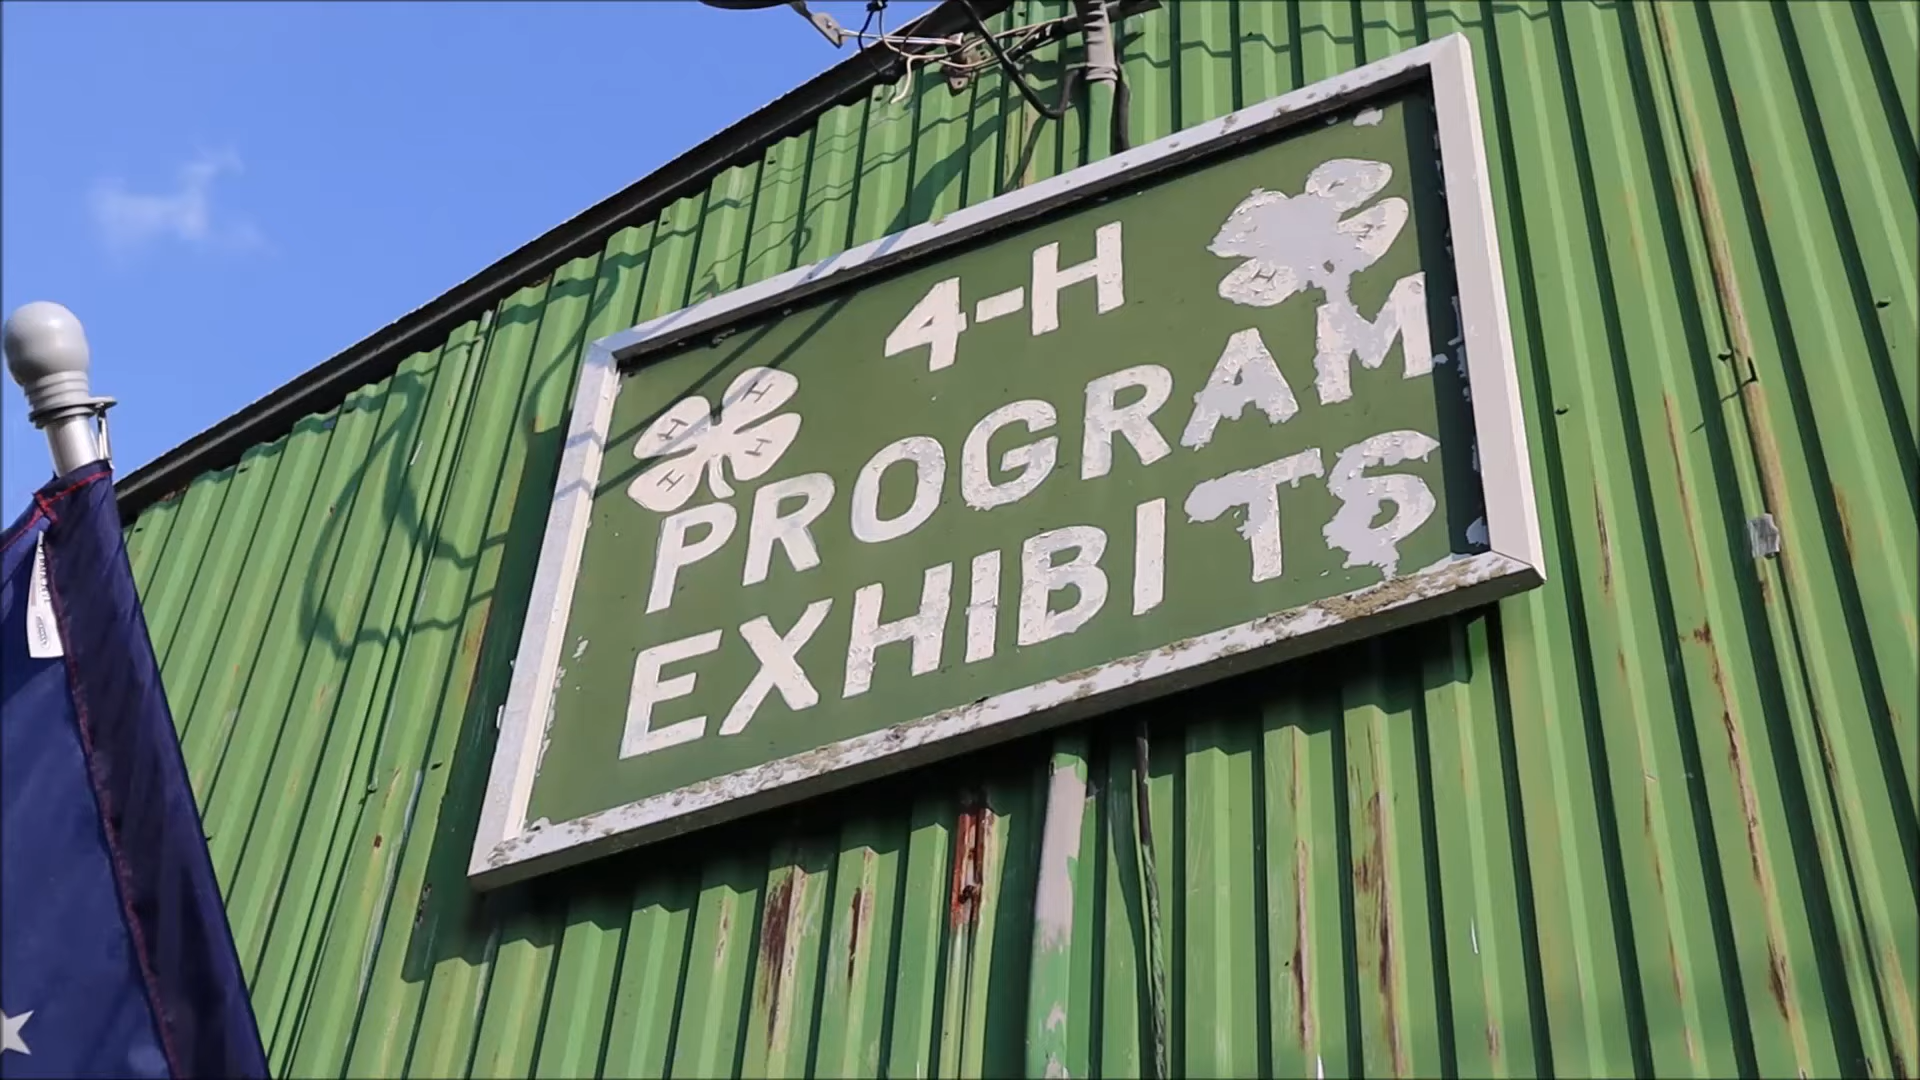 4-H
H H H H
H
PROGRAM
EXHIBITS